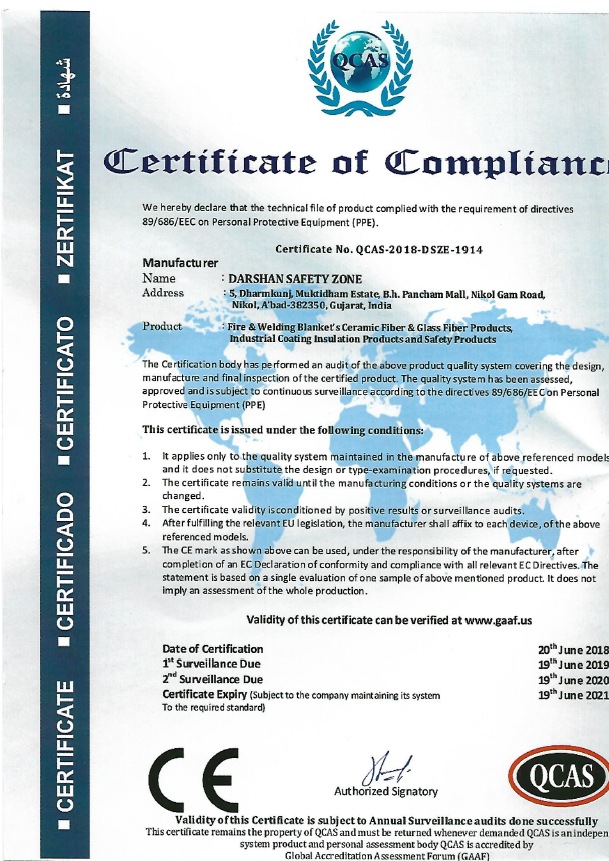 QCAS
Certificate of Complianc
We hereby declare that the technical file of product complied with the requirement of directives
89/686/EEC on Personal Protective Equipment (PPE).
Certificate No. QCAS-2018-DSZE-1914
Manufacturer
Name : DARSHAN SAFETY ZONE
Address : 5, Dharmkunj, Muktidham Estate, B.h. Pancham Mall, Nikol Gam Road,
Nikol, A'bad-382350, Gujarat, India
Product : Fire & Welding Blanket's Ceramic Fiber & Glass Fiber Products,
Industrial Coating Insulation Products and Safety Products
The Certification body has performed an audit of the above product quality system covering the design,
manufacture and final inspection of the certified product. The quality system has been assessed,
approved and is subject to continuous surveillance according to the directives 89/686/EEC on Personal
Protective Equipment (PPE)
This certificate is issued under the following conditions:
1. It applies only to the quality system maintained in the manufacture of above referenced models
and it does not substitute the design or type-examination procedures, if requested.
2. The certificate remains valid until the manufacturing conditions or the quality systems are
changed.
3. The certificate validity is conditioned by positive results or surveillance audits.
4. After fulfilling the relevant EU legislation, the manufacturer shall affix to each device, of the above
referenced models.
5. The CE mark as shown above can be used, under the responsibility of the manufacturer, after
completion of an EC Declaration of conformity and compliance with all relevant EC Directives. The
statement is based on a single evaluation of one sample of above mentioned product. It does not
imply an assessment of the whole production.
Validity of this certificate can be verified at www.gaaf.us
Date of Certification 20th June 2018
1st Surveillance Due 19th June 2019
2nd Surveillance Due 19th June 2020
Certificate Expiry (Subject to the company maintaining its system 19th June 2021
To the required standard)
CE
Authorized Signatory
QCAS
Validity of this Certificate is subject to Annual Surveillance audits done successfully
This certificate remains the property of QCAS and must be returned whenever demanded QCAS is an indepen
system product and personal assessment body QCAS is accredited by
Global Accreditation Assessment Forum (GAAF)
■ CERTIFICATE ■ CERTIFICADO ■ CERTIFICATO ■ ZERTIFIKAT ■ شهادة